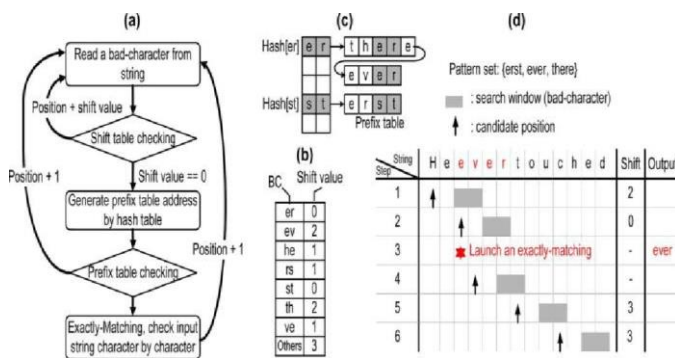 (a)
Read a bad-character from
string
Position + shift value
Shift table checking
Position + 1
Shift value == 0
Generate prefix table address
by hash table
Position + 1
Prefix table checking
Exactly-Matching, check input
string character by character
(c)
Hash[er] e r t h e r e
e v e r
Hash[st] s t e r s t
Prefix table
(b)
BC Shift value
er 0
ev 2
he 1
rs 1
st 0
th 2
ve 1
Others 3
(d)
Pattern set: {erst, ever, there}
: search window (bad-character)
: candidate position
String H e e v e r t o u c h e d Shift Output
Step
1 2
2 0
3 Launch an exactly-matching - ever
4 -
5 3
6 3